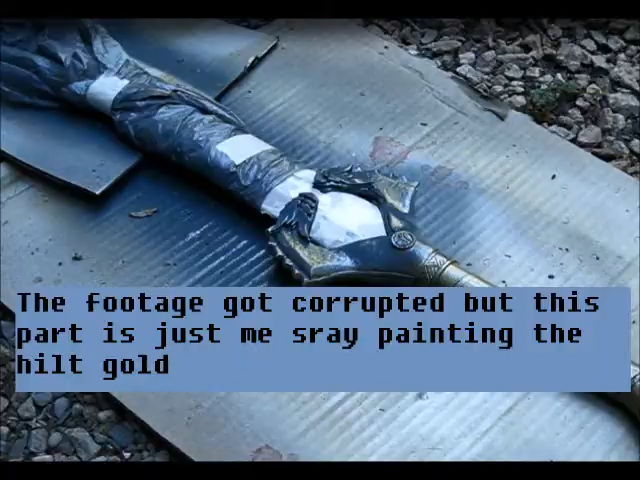 The footage got corrupted but this
part is just me sray painting the
hilt gold